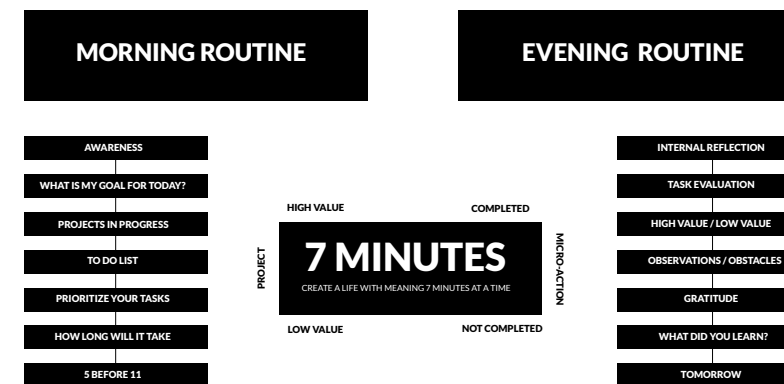 MORNING ROUTINE
EVENING ROUTINE
AWARENESS
WHAT IS MY GOAL FOR TODAY?
PROJECTS IN PROGRESS
TO DO LIST
PRIORITIZE YOUR TASKS
HOW LONG WILL IT TAKE
5 BEFORE 11
HIGH VALUE
COMPLETED
PROJECT
7 MINUTES
CREATE A LIFE WITH MEANING 7 MINUTES AT A TIME
MICRO-ACTION
LOW VALUE
NOT COMPLETED
INTERNAL REFLECTION
TASK EVALUATION
HIGH VALUE / LOW VALUE
OBSERVATIONS / OBSTACLES
GRATITUDE
WHAT DID YOU LEARN?
TOMORROW